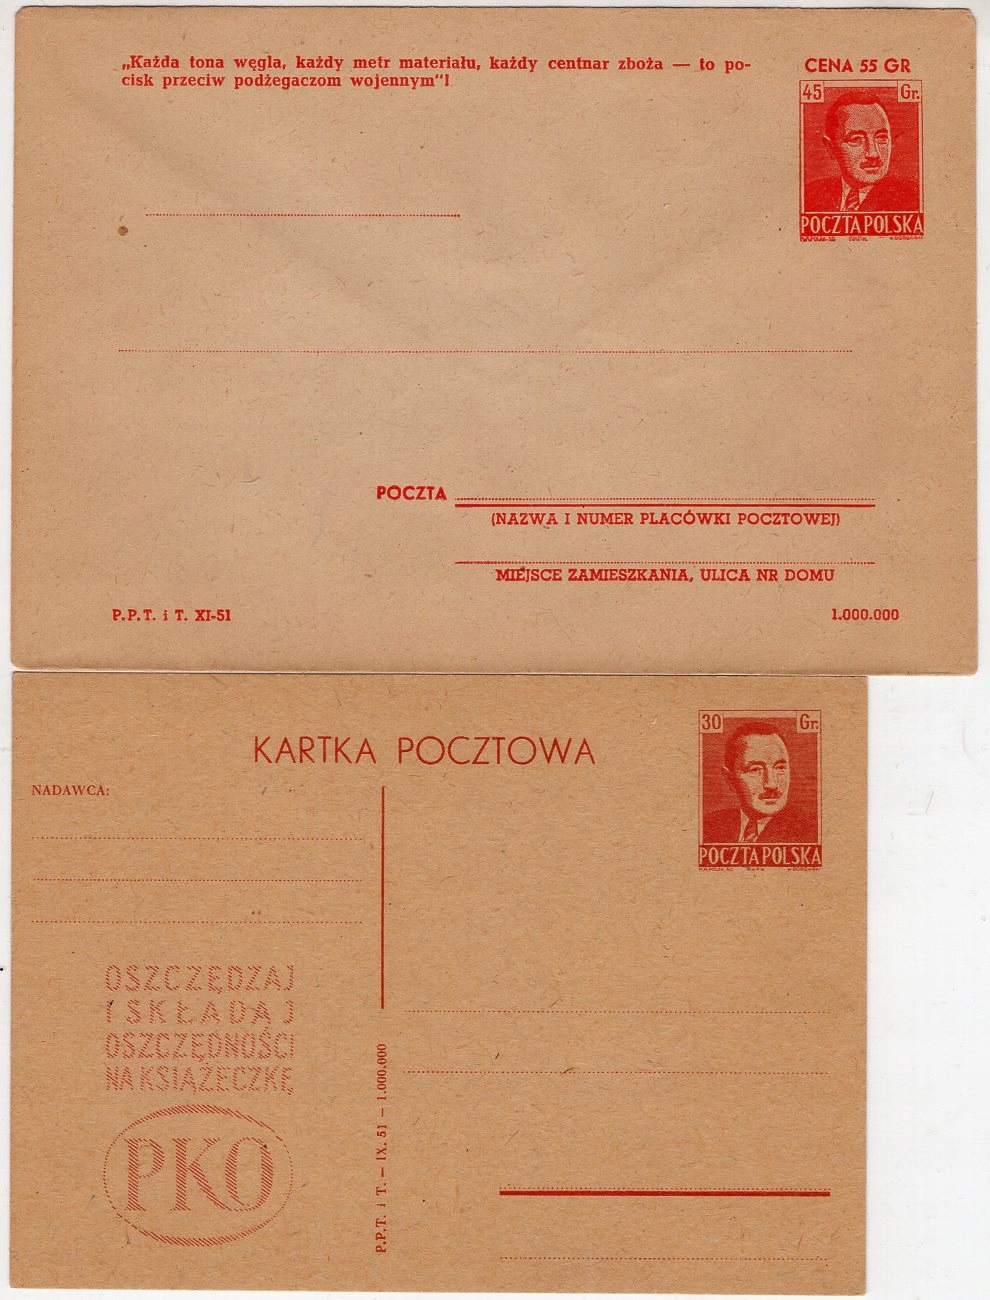 „Każda tona węgla, każdy metr materiału, każdy centnar zboża — to po-
cisk przeciw podżegaczom wojennym"!
CENA 55 GR
45 Gr.
POCZTA POLSKA
POCZTA
(NAZWA I NUMER PLACÓWKI POCZTOWEJ)
MIEJSCE ZAMIESZKANIA, ULICA NR DOMU
P.P.T. i T. XI-51
1.000.000
KARTKA POCZTOWA
30 Gr.
POCZTA POLSKA
NADAWCA:
OSZCZĘDZAJ
I SKŁADAJ
OSZCZĘDNOŚCI
NA KSIĄŻECZKĘ
PKO
P.P.T. i T. — IX. 51 — 1.000.000